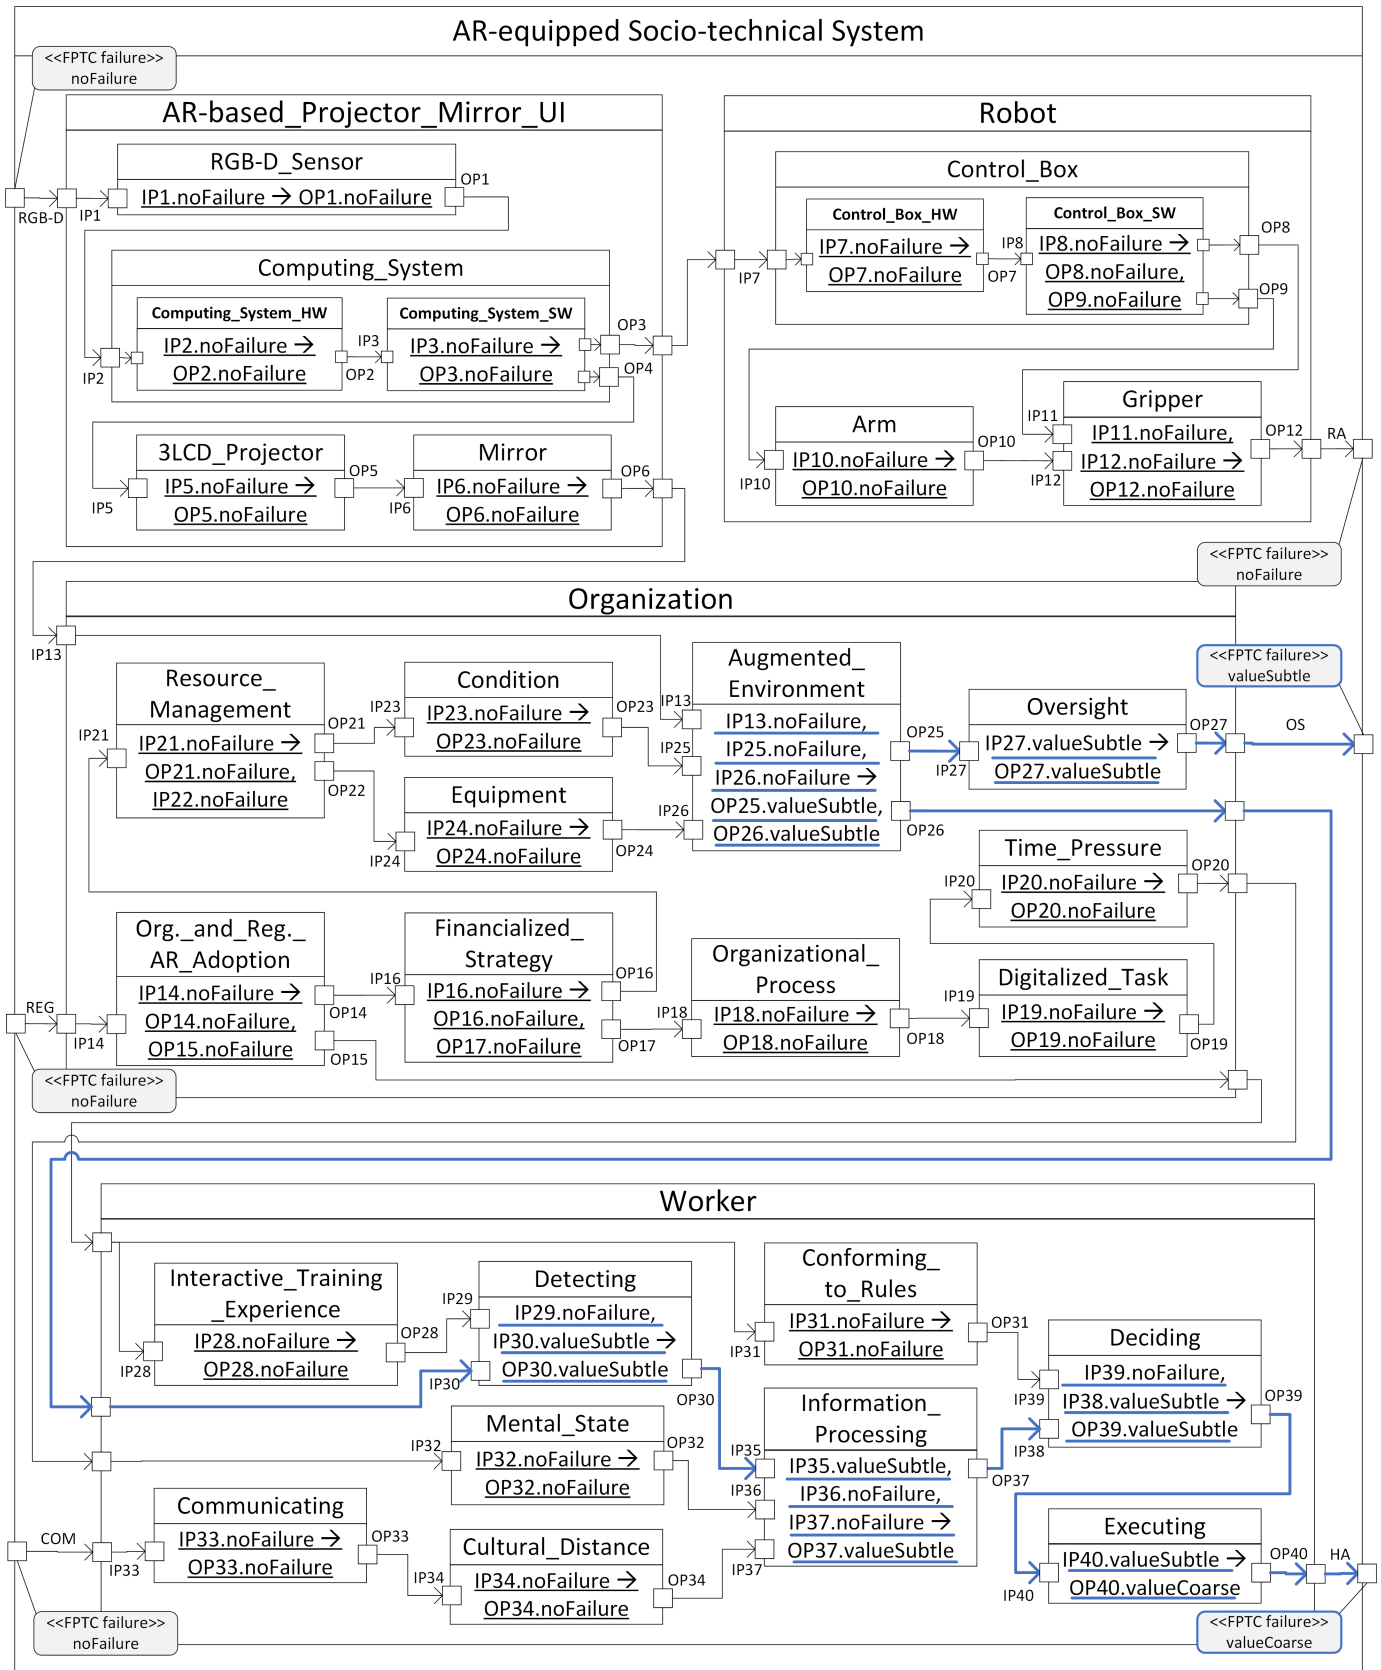 AR-equipped Socio-technical System
<<FPTC failure>>
noFailure
AR-based_Projector_Mirror_UI
RGB-D_Sensor
IP1.noFailure → OP1.noFailure
OP1
RGB-D
IP1
Computing_System
Computing_System_HW
IP2.noFailure →
OP2.noFailure
IP2
OP2
IP3
Computing_System_SW
IP3.noFailure →
OP3.noFailure
OP3
OP4
3LCD_Projector
IP5.noFailure →
OP5.noFailure
IP5
OP5
Mirror
IP6.noFailure →
OP6.noFailure
IP6
OP6
Robot
Control_Box
Control_Box_HW
IP7.noFailure →
OP7.noFailure
IP7
IP8
OP7
Control_Box_SW
IP8.noFailure →
OP8.noFailure,
OP9.noFailure
OP8
OP9
Arm
IP10.noFailure →
OP10.noFailure
IP10
OP10
Gripper
IP11.noFailure,
IP12.noFailure →
OP12.noFailure
IP11
IP12
OP12
RA
<<FPTC failure>>
noFailure
Organization
IP13
Resource_
Management
IP21.noFailure →
OP21.noFailure,
IP22.noFailure
IP21
OP21
OP22
Condition
IP23.noFailure →
OP23.noFailure
IP23
OP23
Equipment
IP24.noFailure →
OP24.noFailure
IP24
OP24
Augmented_
Environment
IP13.noFailure,
IP25.noFailure,
IP26.noFailure →
OP25.valueSubtle,
OP26.valueSubtle
IP13
IP25
IP26
OP25
OP26
Oversight
IP27.valueSubtle →
OP27.valueSubtle
IP27
OP27
OS
<<FPTC failure>>
valueSubtle
Time_Pressure
IP20.noFailure →
OP20.noFailure
IP20
OP20
Org._and_Reg._
AR_Adoption
IP14.noFailure →
OP14.noFailure,
OP15.noFailure
REG
IP14
OP14
OP15
Financialized_
Strategy
IP16.noFailure →
OP16.noFailure,
OP17.noFailure
IP16
OP16
OP17
Organizational_
Process
IP18.noFailure →
OP18.noFailure
IP18
OP18
Digitalized_Task
IP19.noFailure →
OP19.noFailure
IP19
OP19
<<FPTC failure>>
noFailure
Worker
Interactive_Training
_Experience
IP28.noFailure →
OP28.noFailure
IP28
OP28
Detecting
IP29.noFailure,
IP30.valueSubtle →
OP30.valueSubtle
IP29
IP30
OP30
Conforming_
to_Rules
IP31.noFailure →
OP31.noFailure
IP31
OP31
Deciding
IP39.noFailure,
IP38.valueSubtle →
OP39.valueSubtle
IP39
IP38
OP39
Mental_State
IP32.noFailure →
OP32.noFailure
IP32
OP32
Information_
Processing
IP35.valueSubtle,
IP36.noFailure,
IP37.noFailure →
OP37.valueSubtle
IP35
IP36
IP37
OP37
Communicating
IP33.noFailure →
OP33.noFailure
COM
IP33
OP33
Cultural_Distance
IP34.noFailure →
OP34.noFailure
IP34
OP34
Executing
IP40.valueSubtle →
OP40.valueCoarse
IP40
OP40
HA
<<FPTC failure>>
noFailure
<<FPTC failure>>
valueCoarse